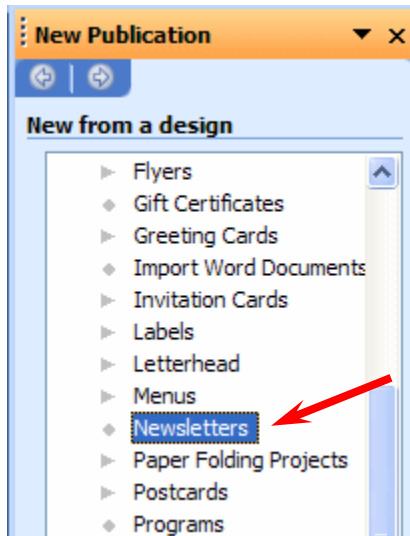 New Publication
New from a design
Flyers
Gift Certificates
Greeting Cards
Import Word Documents
Invitation Cards
Labels
Letterhead
Menus
Newsletters
Paper Folding Projects
Postcards
Programs